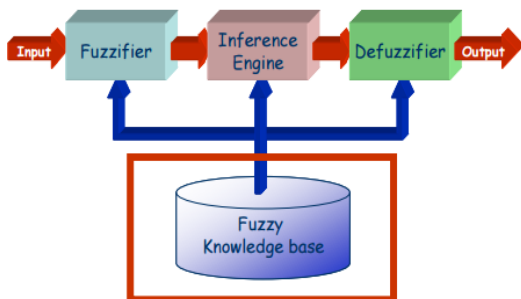 Input
Fuzzifier
Inference
Engine
Defuzzifier
Output
Fuzzy
Knowledge base